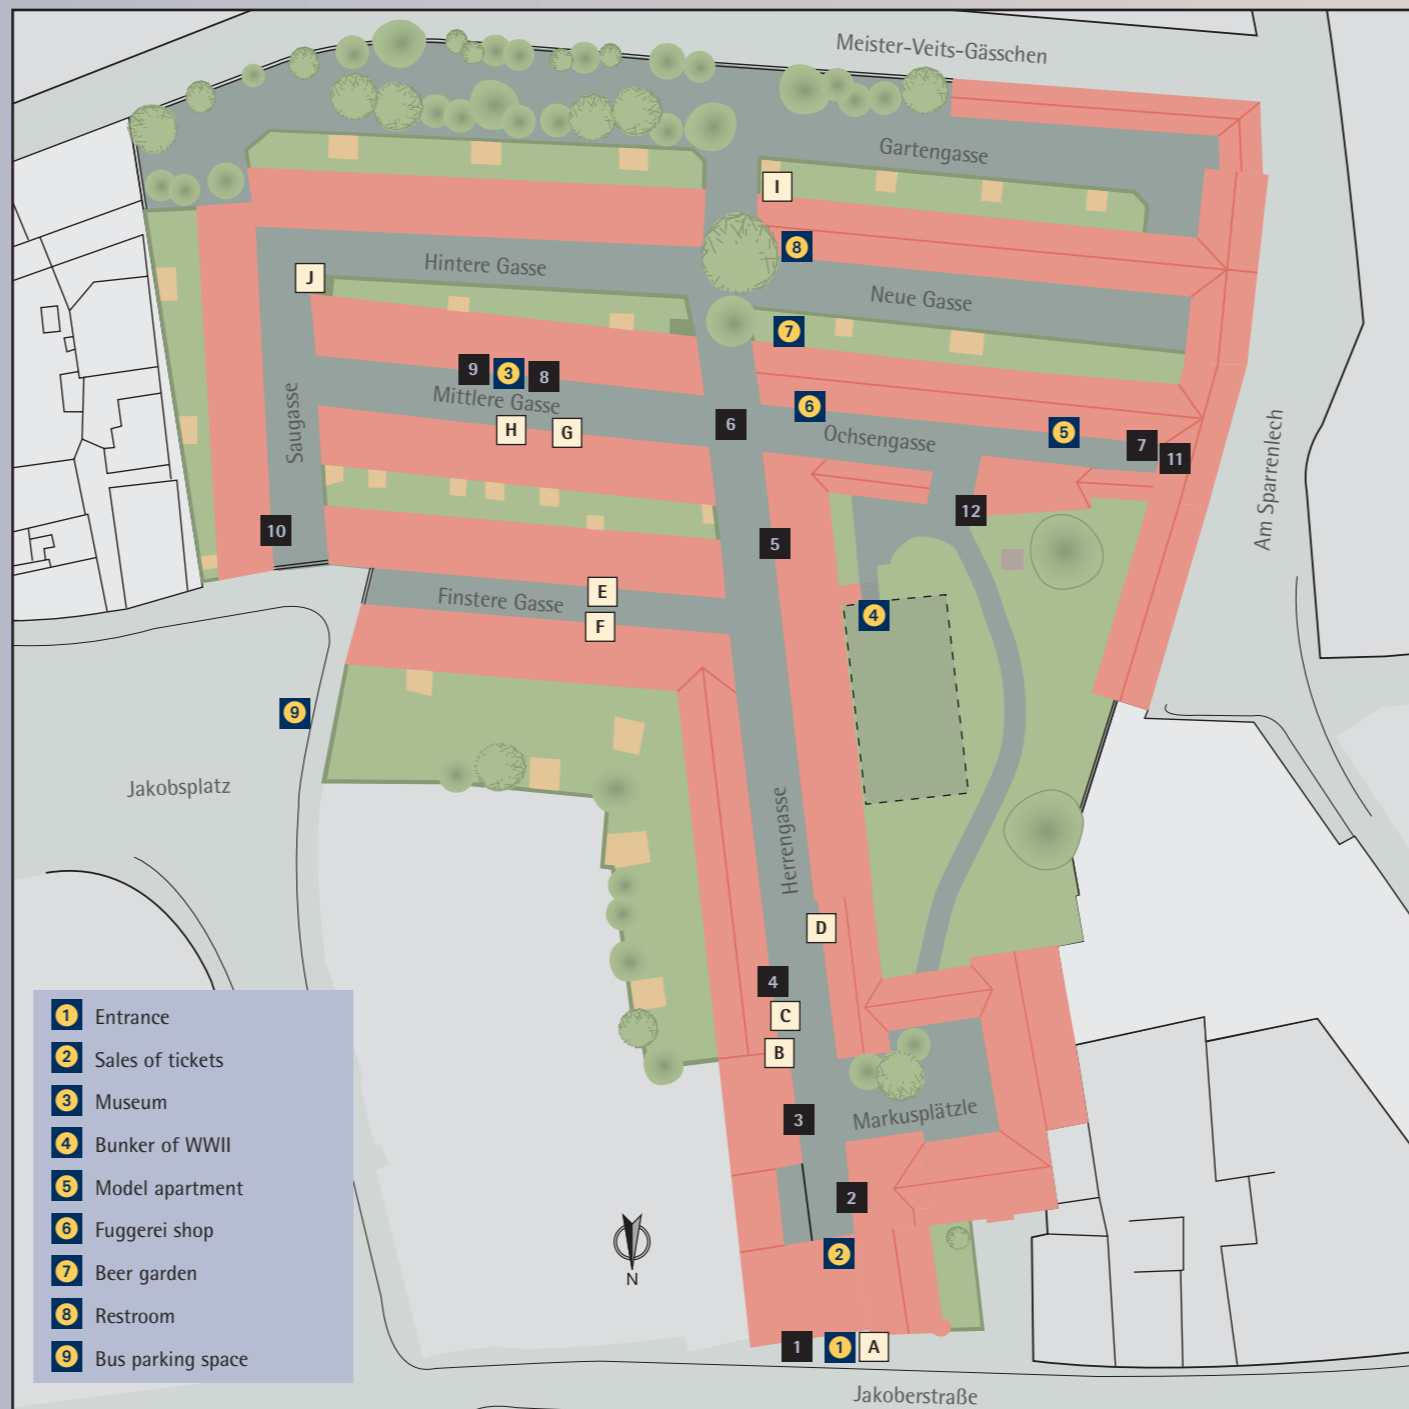 Meister-Veits-Gässchen
Gartengasse
I
8
Hintere Gasse
J
Neue Gasse
7
9
3
8
Mittlere Gasse
6
6
Ochsengasse
5
7
11
H
G
Saugasse
Am Sparrenlech
10
5
12
E
Finstere Gasse
F
4
9
Jakobsplatz
Herrengasse
D
4
C
B
3
Markusplätzle
2
2
N
1
1
A
Jakoberstraße
1 Entrance
2 Sales of tickets
3 Museum
4 Bunker of WWII
5 Model apartment
6 Fuggerei shop
7 Beer garden
8 Restroom
9 Bus parking space